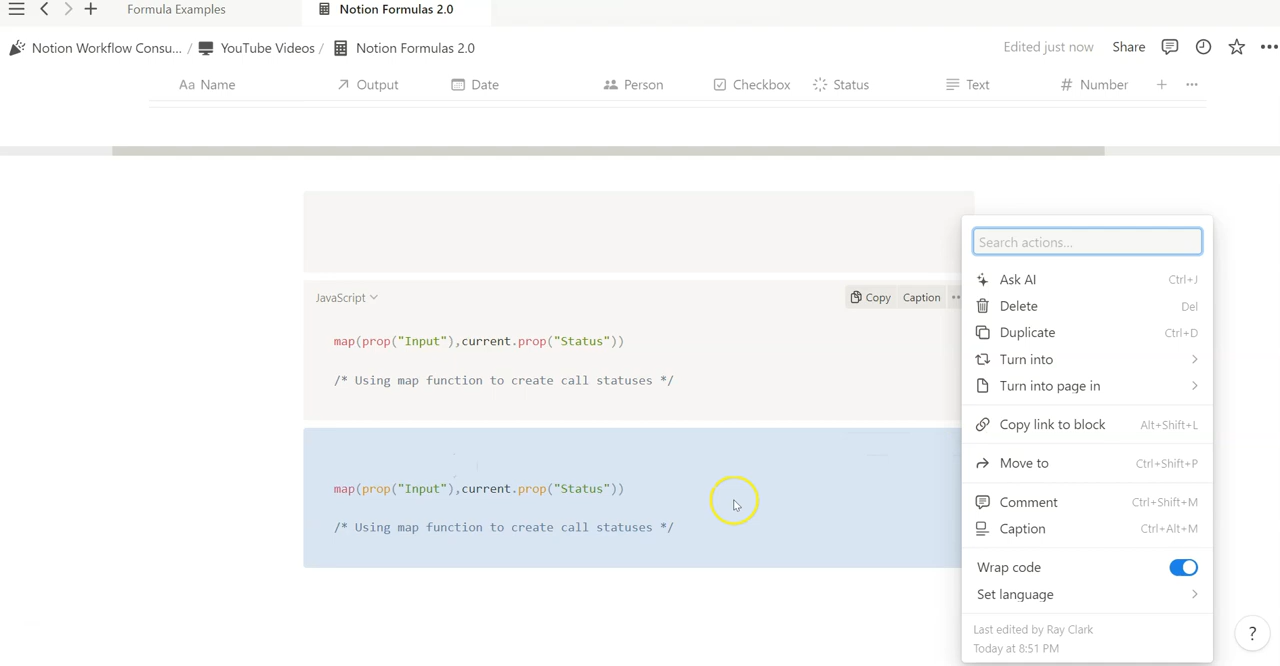 Formula Examples
Notion Formulas 2.0
Notion Workflow Consu... / YouTube Videos / Notion Formulas 2.0
Edited just now Share
Aa Name Output Date Person Checkbox Status Text # Number
JavaScript
Copy Caption
map(prop("Input"),current.prop("Status"))
/* Using map function to create call statuses */
map(prop("Input"),current.prop("Status"))
/* Using map function to create call statuses */
Search actions...
Ask AI Ctrl+J
Delete Del
Duplicate Ctrl+D
Turn into
Turn into page in
Copy link to block Alt+Shift+L
Move to Ctrl+Shift+P
Comment Ctrl+Shift+M
Caption Ctrl+Alt+M
Wrap code
Set language
Last edited by Ray Clark
Today at 8:51 PM
?